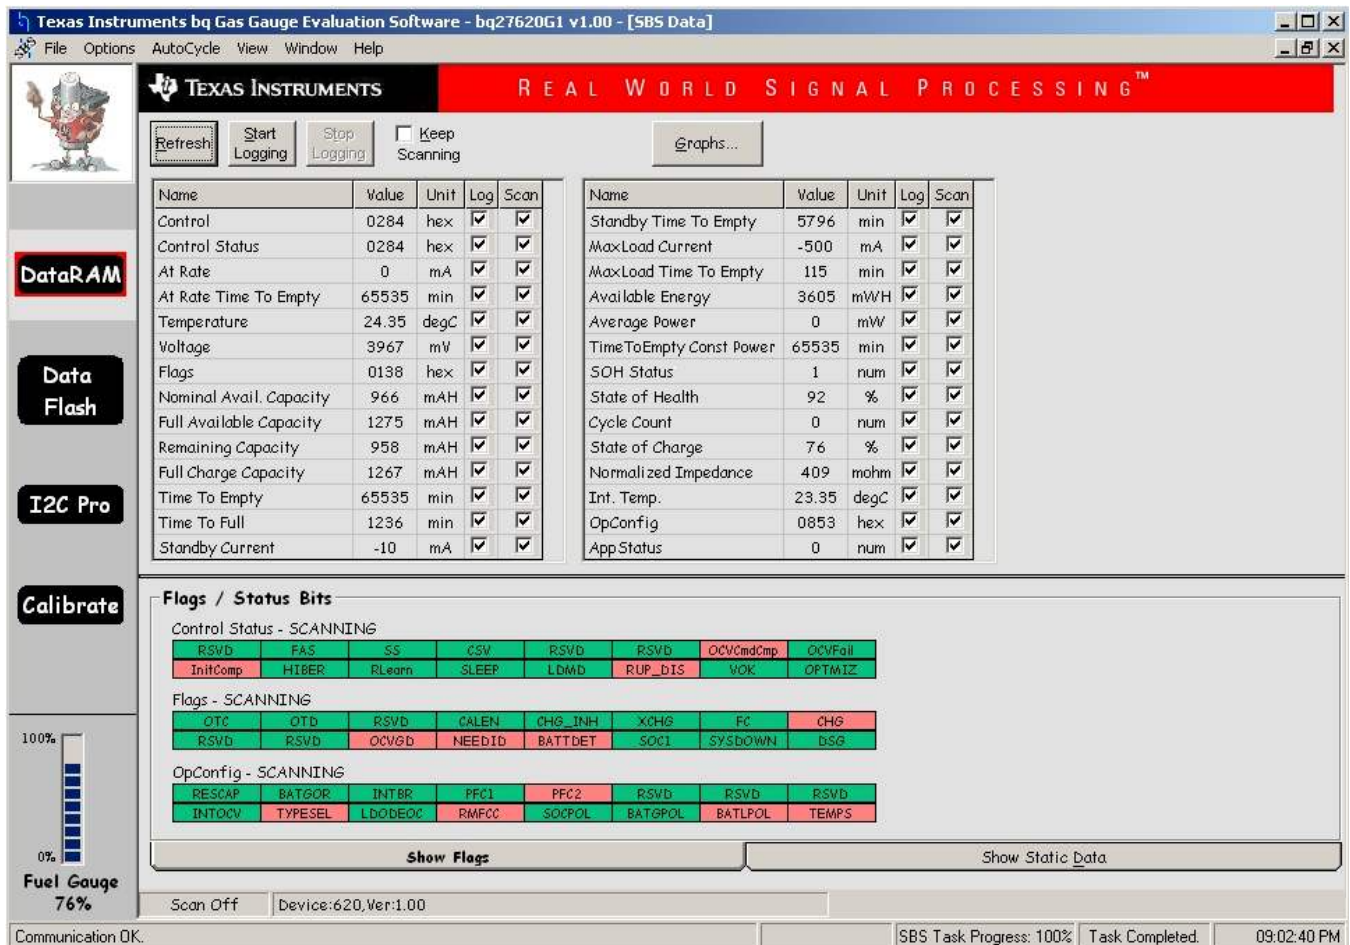 Texas Instruments bq Gas Gauge Evaluation Software - bq27620G1 v1.00 - [SBS Data]
File Options AutoCycle View Window Help
TEXAS INSTRUMENTS REAL WORLD SIGNAL PROCESSING™
Refresh Start Logging Stop Logging Keep Scanning Graphs...
Name Value Unit Log Scan Name Value Unit Log Scan
Control 0284 hex Standby Time To Empty 5796 min
Control Status 0284 hex MaxLoad Current -500 mA
At Rate 0 mA MaxLoad Time To Empty 115 min
At Rate Time To Empty 65535 min Available Energy 3605 mWH
Temperature 24.35 degC Average Power 0 mW
Voltage 3967 mV TimeToEmpty Const Power 65535 min
Flags 0138 hex SOH Status 1 num
Nominal Avail. Capacity 966 mAH State of Health 92 %
Full Available Capacity 1275 mAH Cycle Count 0 num
Remaining Capacity 958 mAH State of Charge 76 %
Full Charge Capacity 1267 mAH Normalized Impedance 409 mohm
Time To Empty 65535 min Int. Temp. 23.35 degC
Time To Full 1236 min OpConfig 0853 hex
Standby Current -10 mA App Status 0 num
DataRAM
Data
Flash
I2C Pro
Calibrate
Flags / Status Bits
Control Status - SCANNING
RSVD FAS SS CSV RSVD RSVD OCVCmdCmp OCVFail
InitComp HIBER RLearn SLEEP LDMD RUP_DIS VOK OPTMIZ
Flags - SCANNING
OTC OTD RSVD CALEN CHG_INH XCHG FC CHG
RSVD RSVD OCVGD NEEDID BATTDET SOC1 SYSDOWN DSG
OpConfig - SCANNING
RESCAP BATGOR INTBR PFC1 PFC2 RSVD RSVD RSVD
INTOCV TYPESEL LDODEOC RMFCC SOCPOL BATGPOL BATLPOL TEMPS
100%
0%
Fuel Gauge
76%
Show Flags Show Static Data
Scan Off Device:620,Ver:1.00
Communication OK. SBS Task Progress: 100% Task Completed. 09:02:40 PM